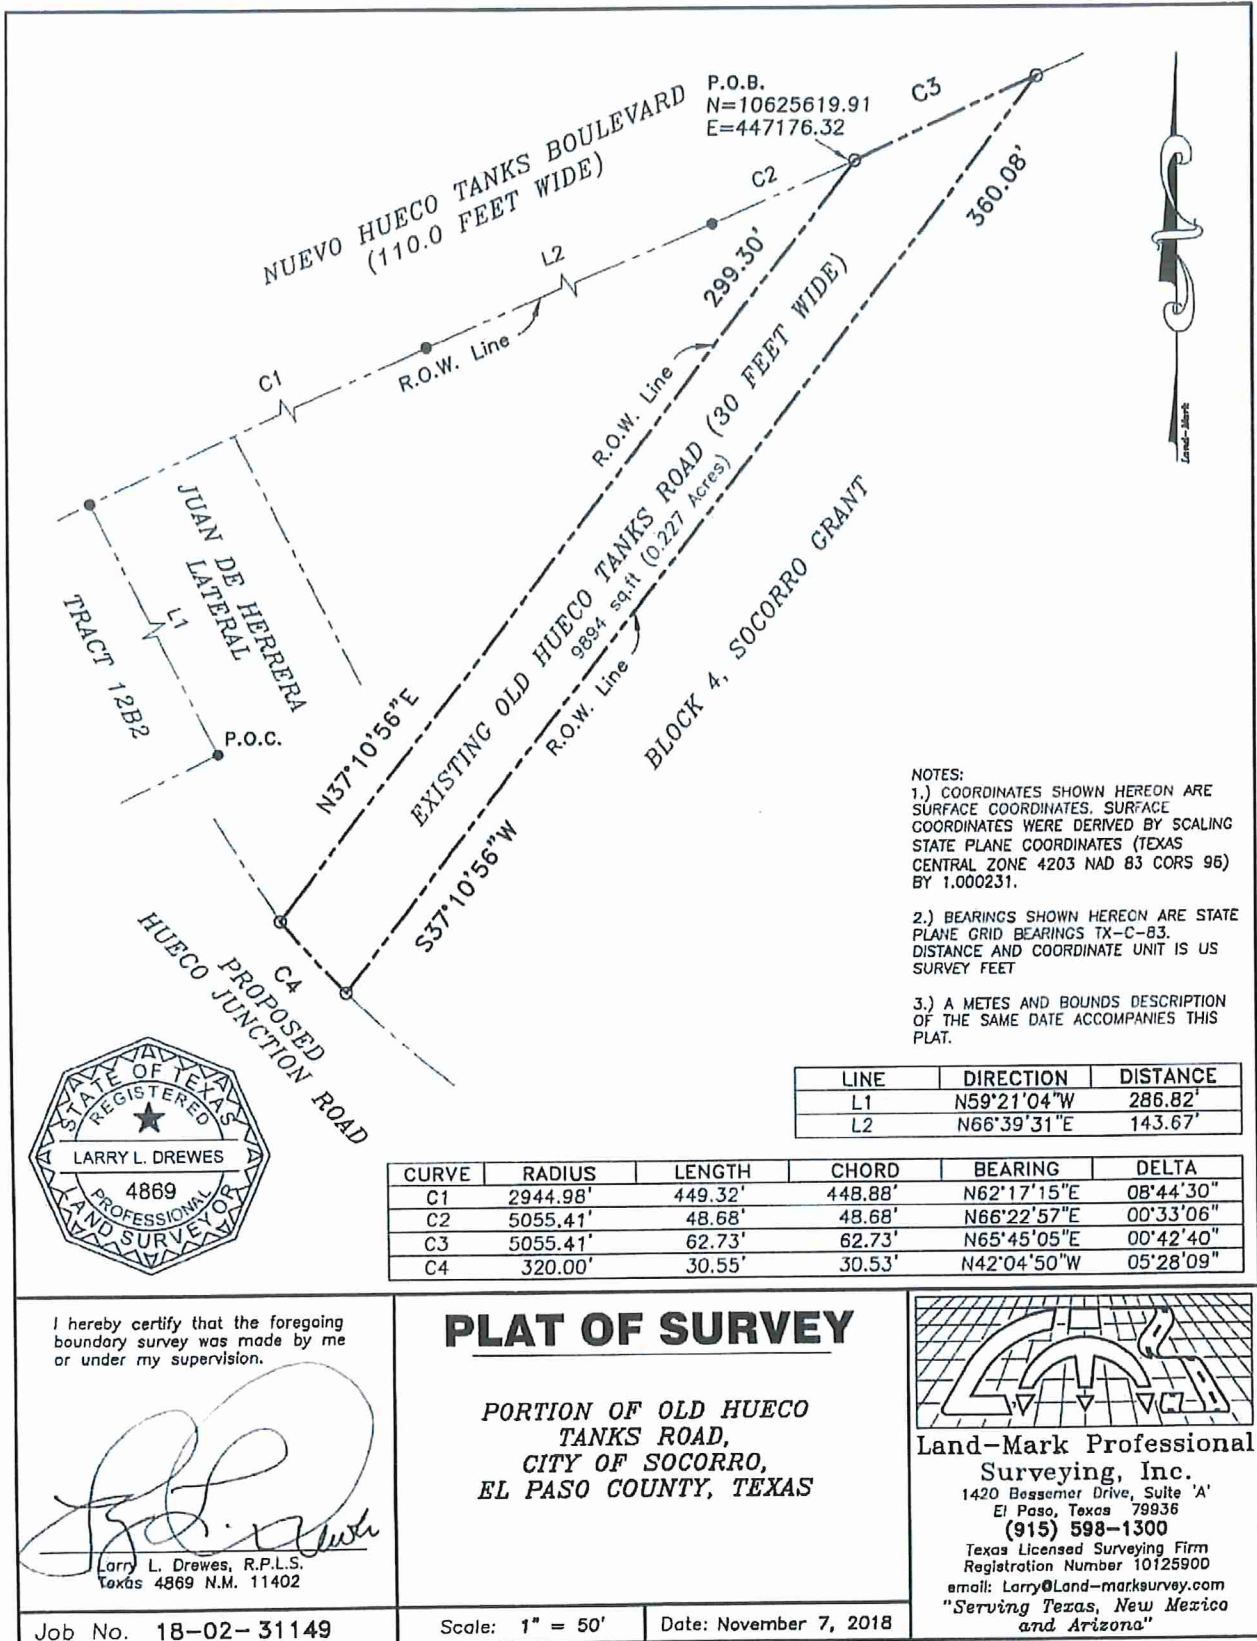 P.O.B.
N=10625619.91
E=447176.32
C3
NUEVO HUECO TANKS BOULEVARD
(110.0 FEET WIDE)
C2
L2
360.08'
299.30'
R.O.W. Line
C1
R.O.W. Line
EXISTING OLD HUECO TANKS ROAD (30 FEET WIDE)
9894 sq.ft (0.227 Acres)
Land-Mark
JUAN DE HERRERA
LATERAL
L1
TRACT 12B2
P.O.C.
N37°10'56"E
R.O.W. Line
BLOCK 4, SOCORRO GRANT
S37°10'56"W
C4
PROPOSED
HUECO JUNCTION ROAD
NOTES:
1.) COORDINATES SHOWN HEREON ARE
SURFACE COORDINATES. SURFACE
COORDINATES WERE DERIVED BY SCALING
STATE PLANE COORDINATES (TEXAS
CENTRAL ZONE 4203 NAD 83 CORS 96)
BY 1.000231.
2.) BEARINGS SHOWN HEREON ARE STATE
PLANE GRID BEARINGS TX-C-83.
DISTANCE AND COORDINATE UNIT IS US
SURVEY FEET
3.) A METES AND BOUNDS DESCRIPTION
OF THE SAME DATE ACCOMPANIES THIS
PLAT.
LINE DIRECTION DISTANCE
L1 N59°21'04"W 286.82'
L2 N66°39'31"E 143.67'
CURVE RADIUS LENGTH CHORD BEARING DELTA
C1 2944.98' 449.32' 448.88' N62°17'15"E 08°44'30"
C2 5055.41' 48.68' 48.68' N66°22'57"E 00°33'06"
C3 5055.41' 62.73' 62.73' N65°45'05"E 00°42'40"
C4 320.00' 30.55' 30.53' N42°04'50"W 05°28'09"
STATE OF TEXAS
REGISTERED
LARRY L. DREWES
4869
PROFESSIONAL
LAND SURVEYOR
I hereby certify that the foregoing
boundary survey was made by me
or under my supervision.
Larry L. Drewes, R.P.L.S.
Texas 4869 N.M. 11402
Job No. 18-02-31149
PLAT OF SURVEY
PORTION OF OLD HUECO
TANKS ROAD,
CITY OF SOCORRO,
EL PASO COUNTY, TEXAS
Scale: 1" = 50'
Date: November 7, 2018
Land-Mark Professional
Surveying, Inc.
1420 Bessemer Drive, Suite 'A'
El Paso, Texas 79936
(915) 598-1300
Texas Licensed Surveying Firm
Registration Number 10125900
email: Larry@Land-marksurvey.com
"Serving Texas, New Mexico
and Arizona"